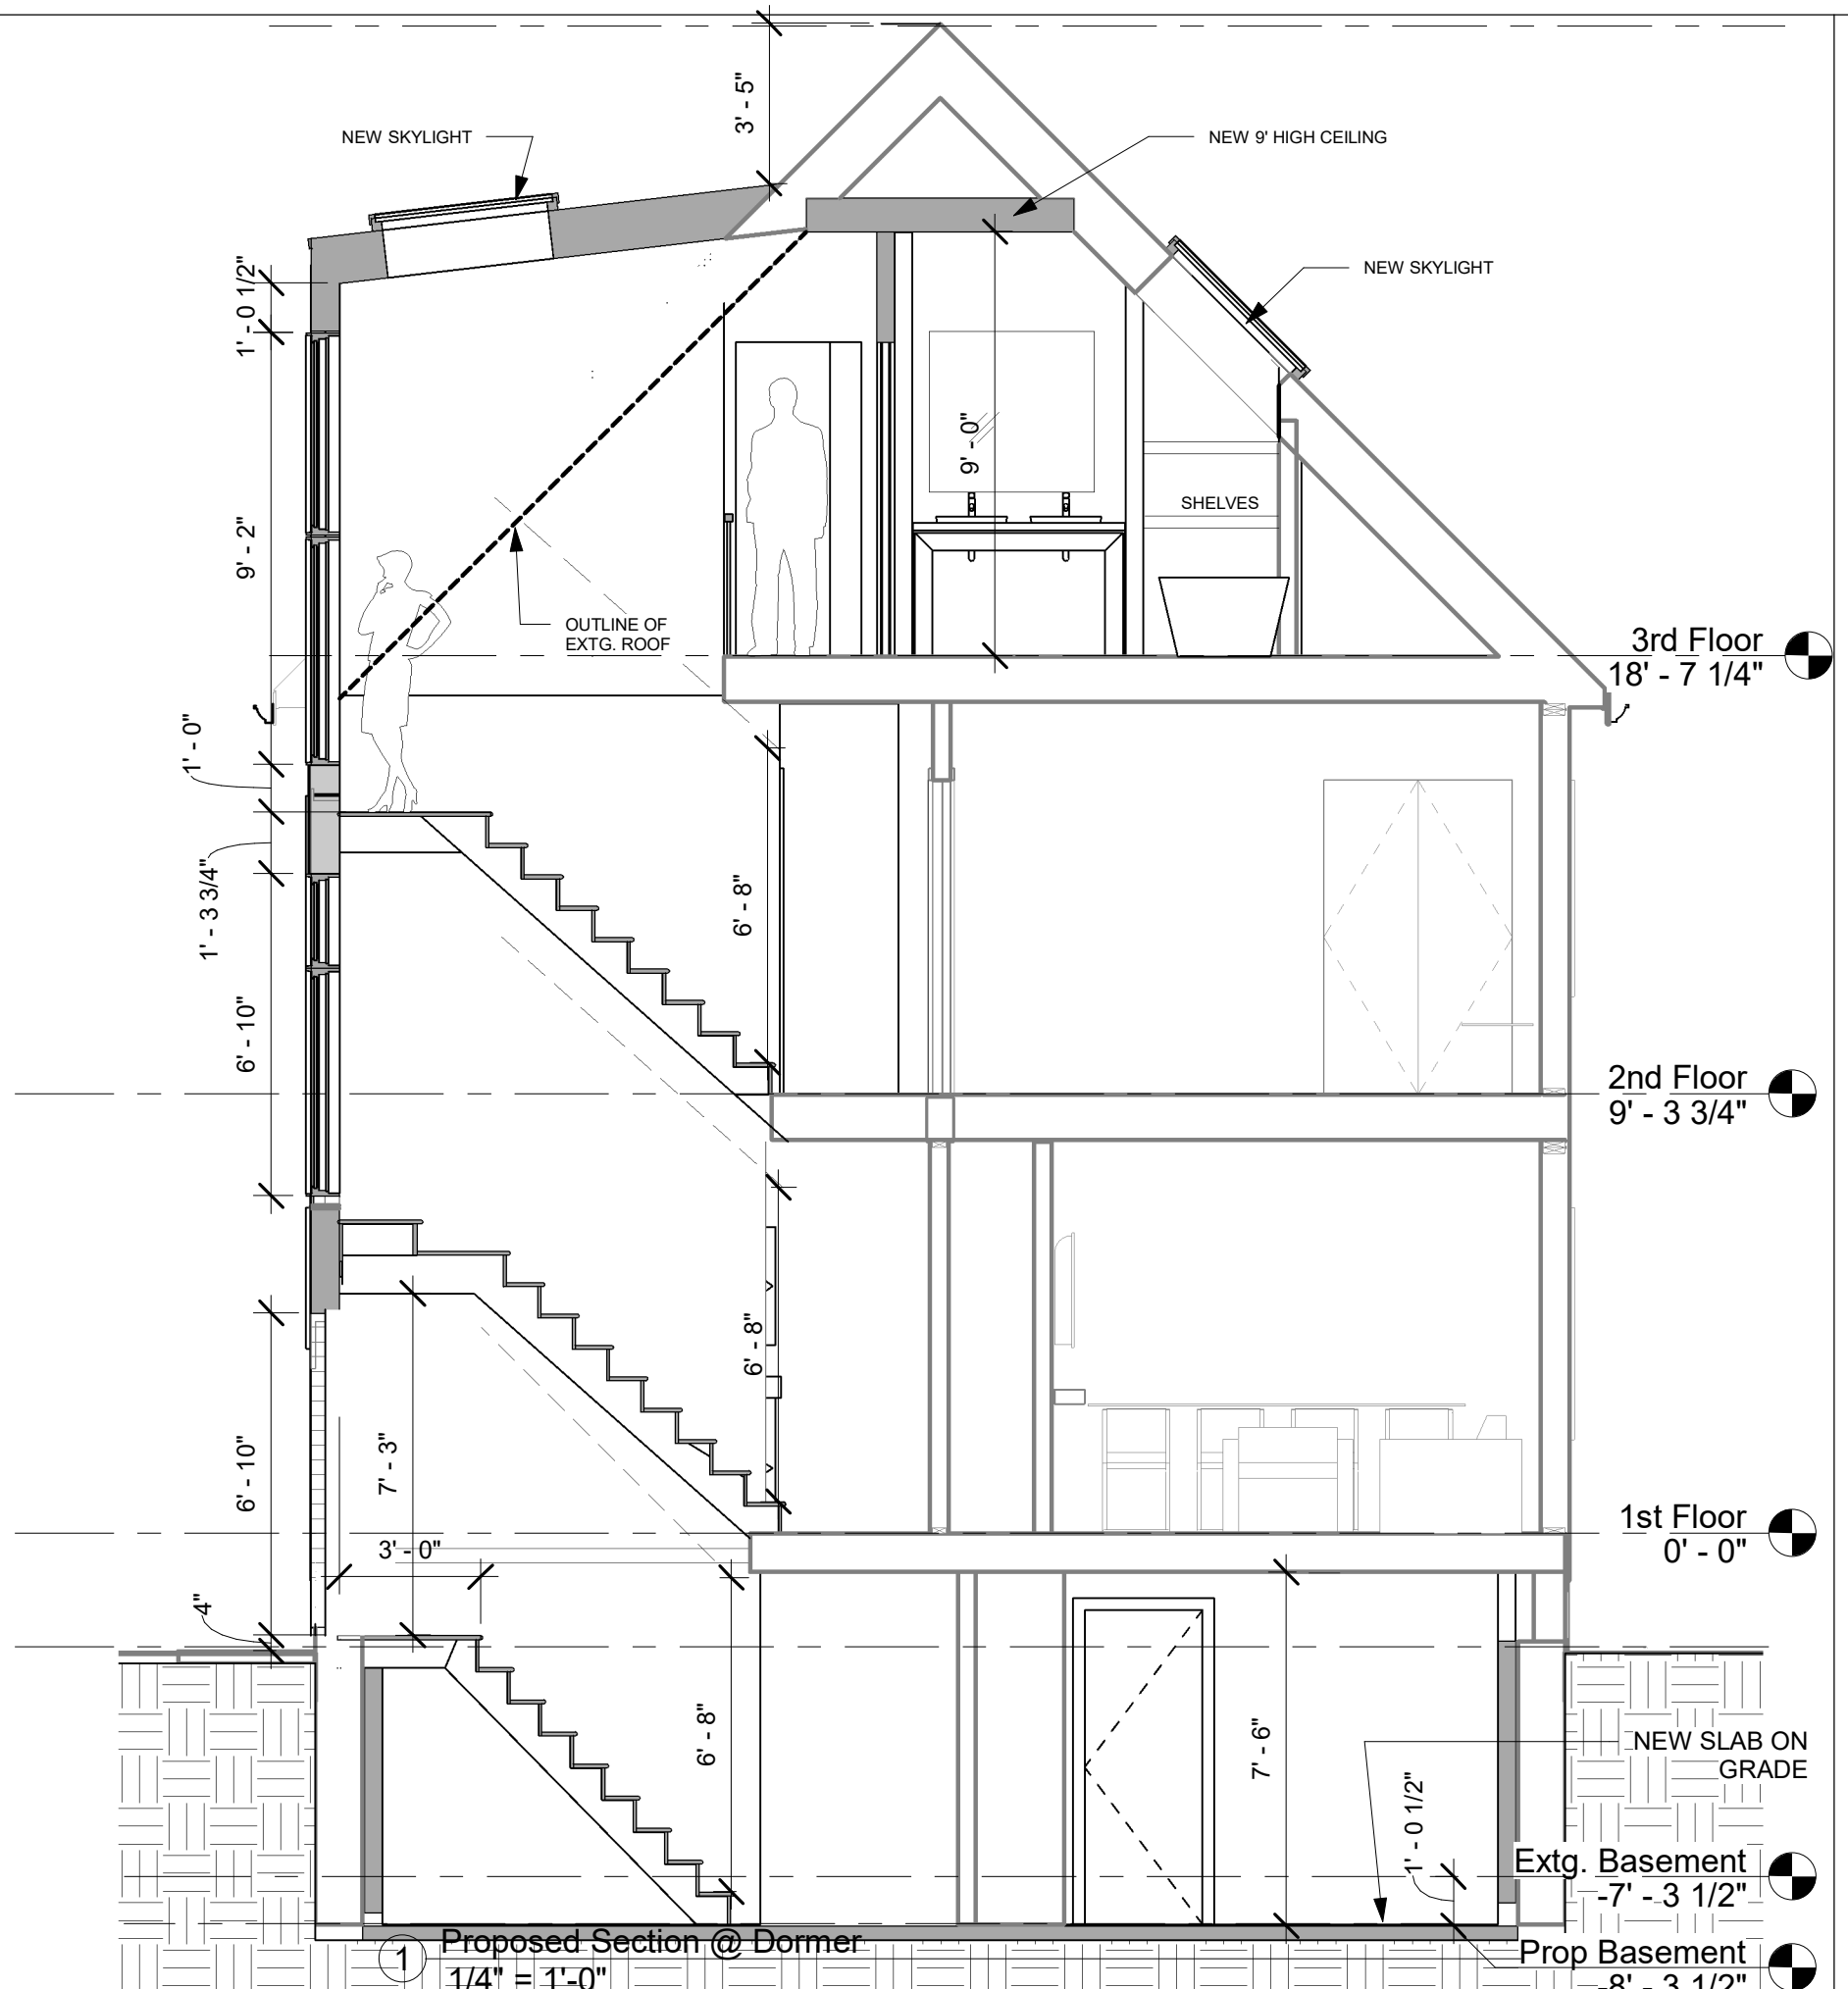 3' - 5"
NEW SKYLIGHT
NEW 9' HIGH CEILING
NEW SKYLIGHT
1' - 0 1/2"
9' - 0"
9' - 2"
SHELVES
OUTLINE OF
EXTG. ROOF
3rd Floor
18' - 7 1/4"
1' - 0"
1' - 3 3/4"
6' - 8"
6' - 10"
2nd Floor
9' - 3 3/4"
6' - 8"
7' - 3"
6' - 10"
1st Floor
0' - 0"
3' - 0"
4"
6' - 8"
7' - 6"
NEW SLAB ON
GRADE
1' - 0 1/2"
Extg. Basement
-7' - 3 1/2"
1
Proposed Section @ Dormer
1/4" = 1'-0"
Prop Basement
-8' - 3 1/2"